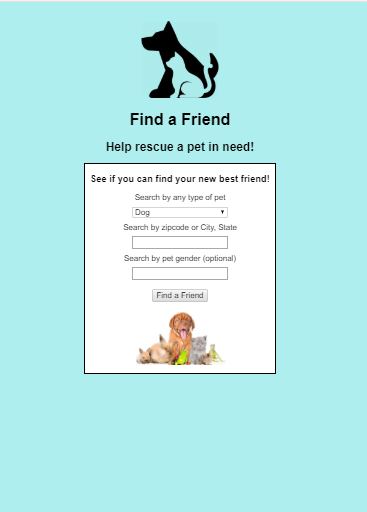 Find a Friend
Help rescue a pet in need!
See if you can find your new best friend!
Search by any type of pet
Dog
Search by zipcode or City, State
Search by pet gender (optional)
Find a Friend